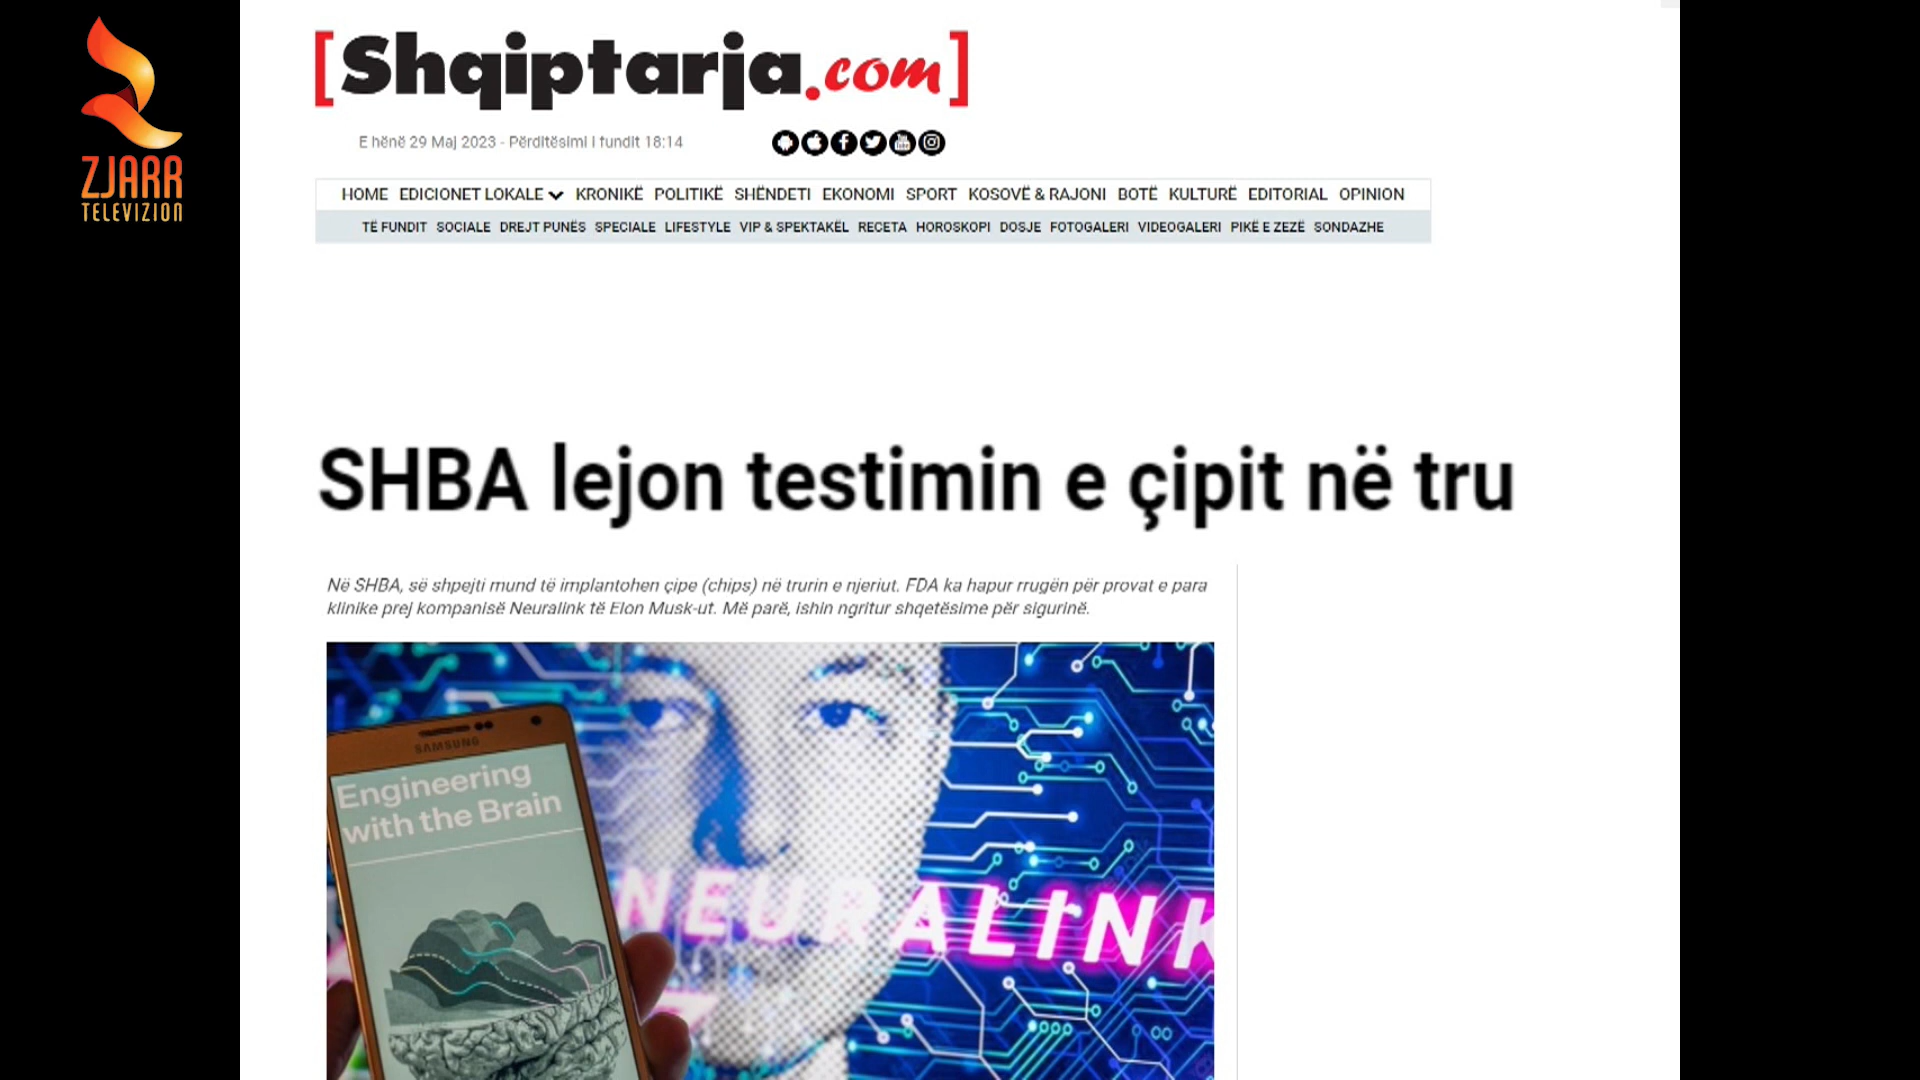 ZJARR
TELEVIZION
[Shqiptarja.com]
E hënë 29 Maj 2023 - Përditësimi i fundit 18:14
HOME EDICIONET LOKALE KRONIKË POLITIKË SHËNDETI EKONOMI SPORT KOSOVË & RAJONI BOTË KULTURË EDITORIAL OPINION
TË FUNDIT SOCIALE DREJT PUNËS SPECIALE LIFESTYLE VIP & SPEKTAKËL RECETA HOROSKOPI DOSJE FOTOGALERI VIDEOGALERI PIKË E ZEZË SONDAZHE
SHBA lejon testimin e çipit në tru
Në SHBA, së shpejti mund të implantohen çipe (chips) në trurin e njeriut. FDA ka hapur rrugën për provat e para
klinike prej kompanisë Neuralink të Elon Musk-ut. Më parë, ishin ngritur shqetësime për sigurinë.
SAMSUNG
Engineering
with the Brain
NEURALINK